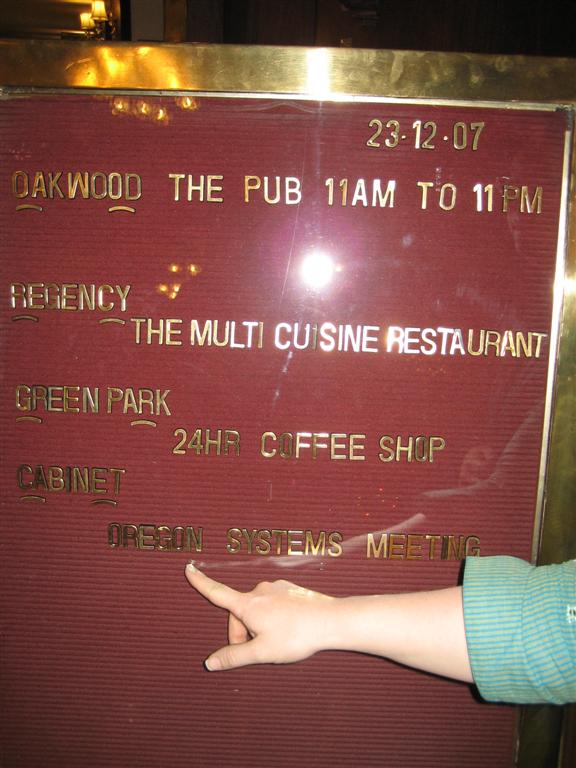 23·12·07
OAKWOOD THE PUB 11AM TO 11PM
REGENCY
THE MULTI CUISINE RESTAURANT
GREEN PARK
24HR COFFEE SHOP
CABINET
OREGON SYSTEMS MEETING